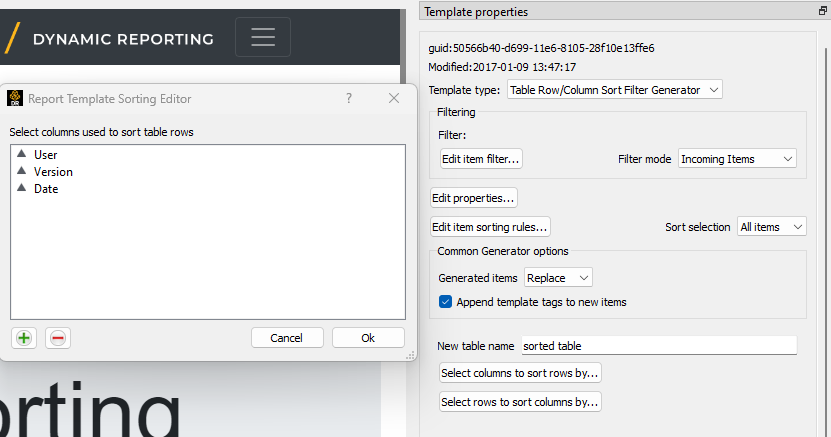 DYNAMIC REPORTING
Report Template Sorting Editor
?
Select columns used to sort table rows
User
Version
Date
Cancel
Ok
orting
Template properties
guid:50566b40-d699-11e6-8105-28f10e13ffe6
Modified:2017-01-09 13:47:17
Template type: Table Row/Column Sort Filter Generator
Filtering
Filter:
Edit item filter...
Filter mode Incoming Items
Edit properties...
Edit item sorting rules...
Sort selection All items
Common Generator options
Generated items Replace
Append template tags to new items
New table name sorted table
Select columns to sort rows by...
Select rows to sort columns by...